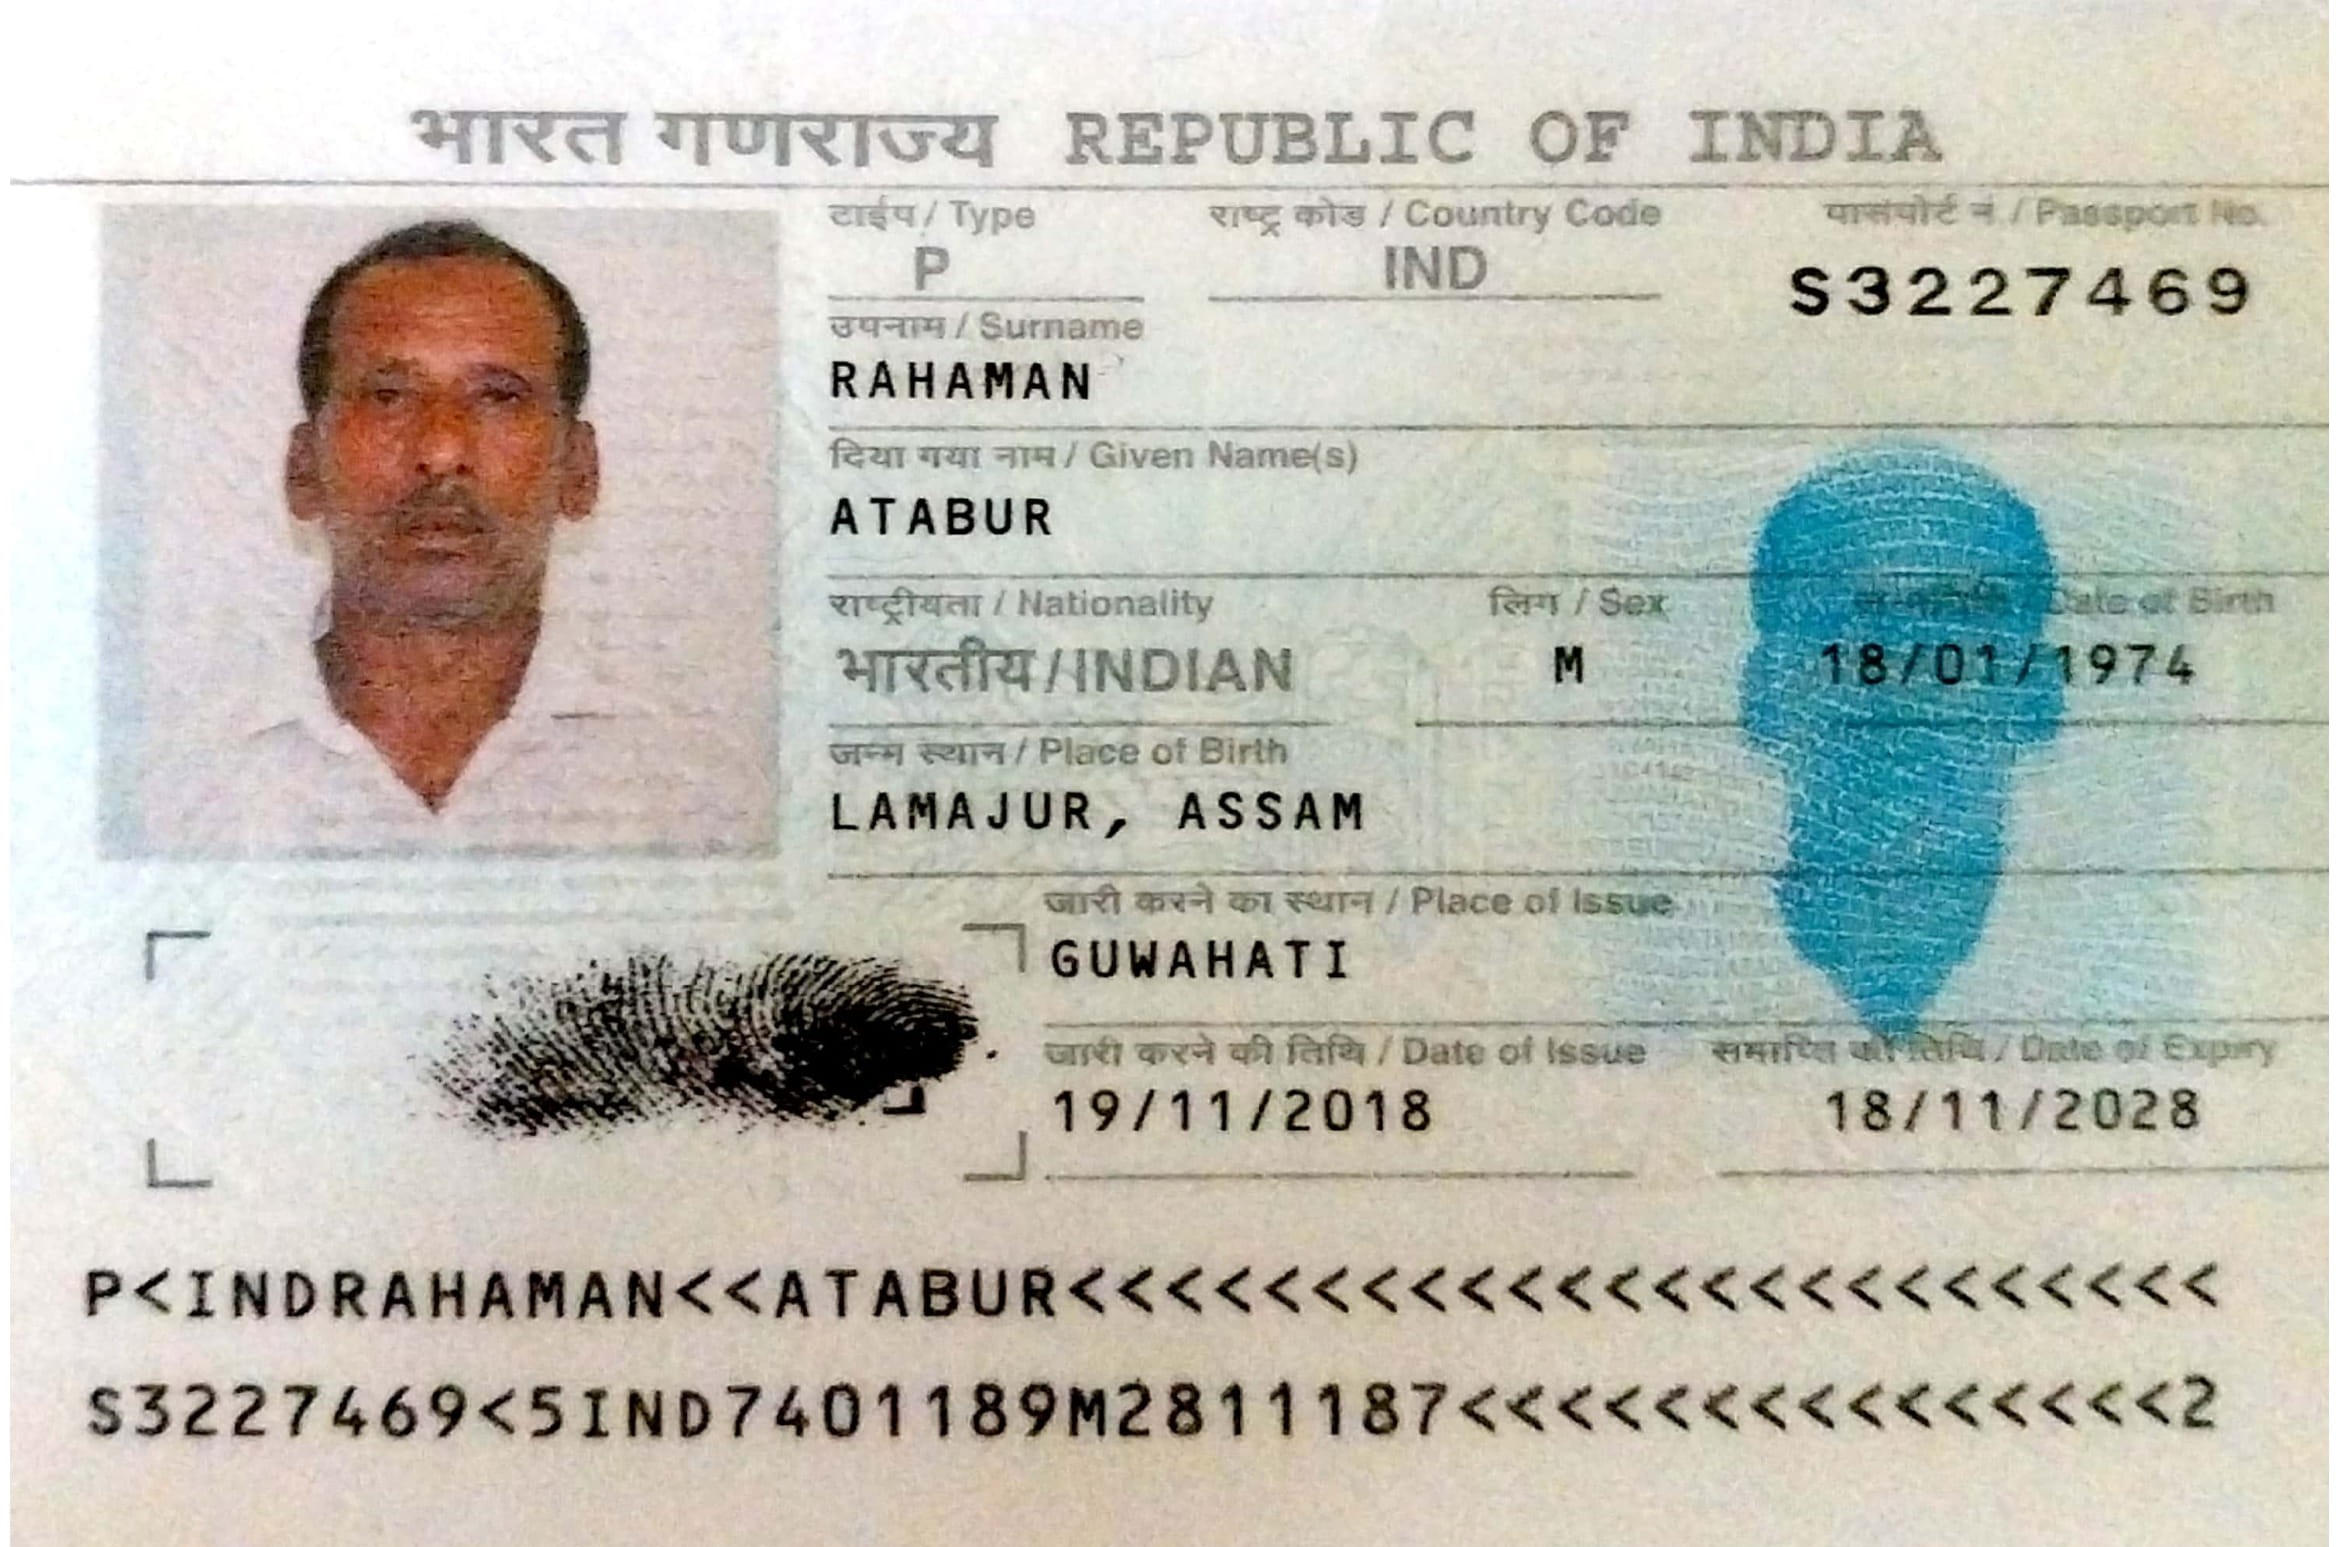 भारत गणराज्य REPUBLIC OF INDIA
टाईप / Type राष्ट्र कोड / Country Code पासपोर्ट नं / Passport No.
P IND S3227469
उपनाम / Surname
RAHAMAN
दिया गया नाम / Given Name(s)
ATABUR
राष्ट्रीयता / Nationality लिंग / Sex Date of Birth
भारतीय / INDIAN M 18/01/1974
जन्म स्थान / Place of Birth
LAMAJUR, ASSAM
जारी करने का स्थान / Place of Issue
GUWAHATI
जारी करने की तिथि / Date of Issue समाप्ति की तिथि / Date of Expiry
19/11/2018 18/11/2028
P<INDRAHAMAN<<ATABUR<<<<<<<<<<<<<<<<<<<<<<<<
S3227469<5IND7401189M2811187<<<<<<<<<<<<<<<2